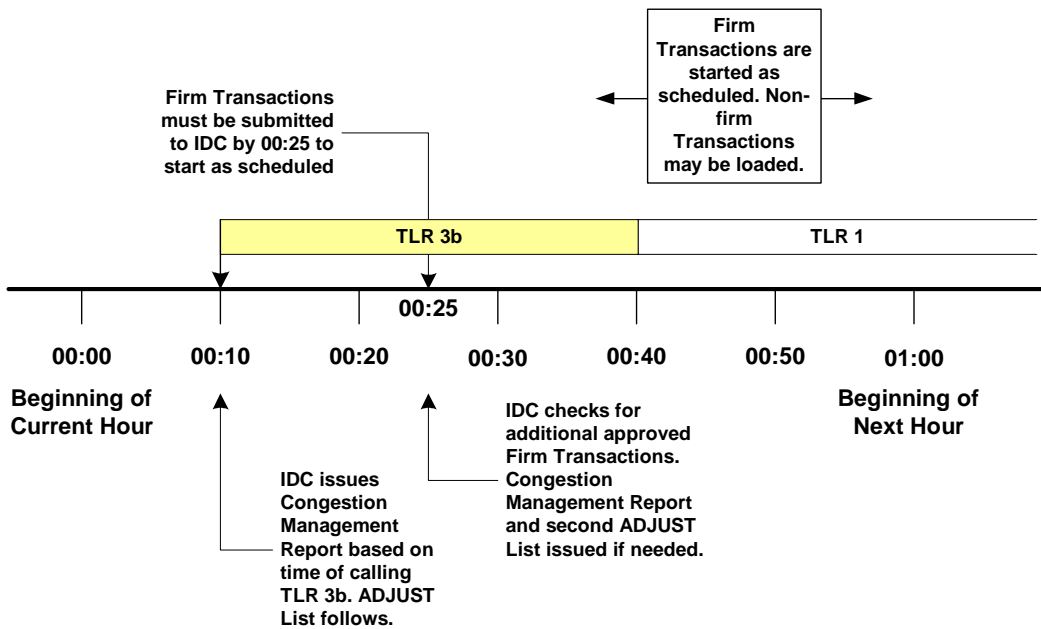 Firm
Transactions are
started as
scheduled. Non-
firm
Transactions
may be loaded.
Firm Transactions
must be submitted
to IDC by 00:25 to
start as scheduled
TLR 3b
TLR 1
00:25
00:00
00:10
00:20
00:30
00:40
00:50
01:00
Beginning of
Current Hour
Beginning of
Next Hour
IDC issues
Congestion
Management
Report based on
time of calling
TLR 3b. ADJUST
List follows.
IDC checks for
additional approved
Firm Transactions.
Congestion
Management Report
and second ADJUST
List issued if needed.